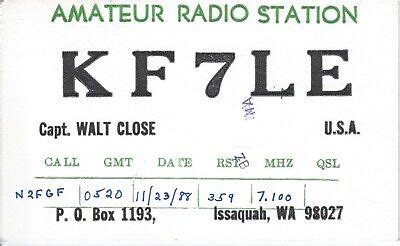 AMATEUR RADIO STATION
KF7LE
Capt. WALT CLOSE U.S.A.
CALL GMT DATE RST MHZ QSL
N2FGF 0520 11/23/88 359 7.100
P. O. Box 1193, Issaquah, WA 98027